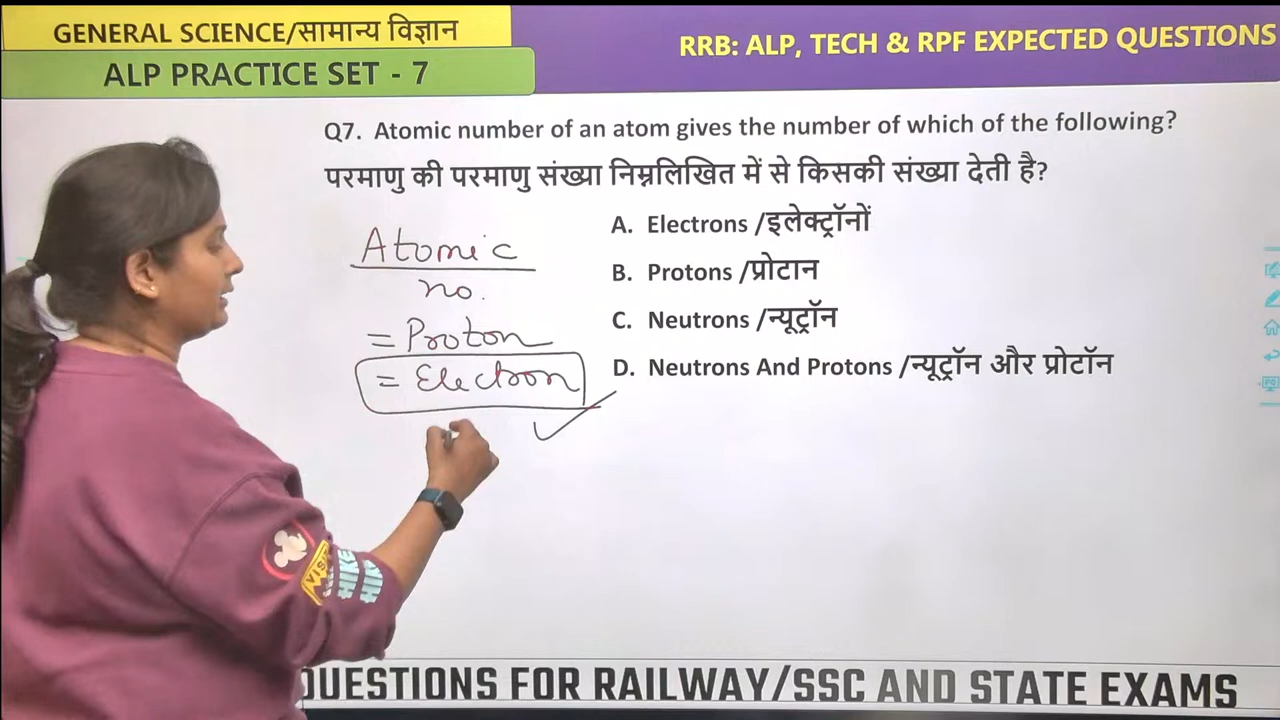 GENERAL SCIENCE/सामान्य विज्ञान
ALP PRACTICE SET - 7
RRB: ALP, TECH & RPF EXPECTED QUESTIONS
Q7. Atomic number of an atom gives the number of which of the following?
परमाणु की परमाणु संख्या निम्नलिखित में से किसकी संख्या देती है?
A. Electrons /इलेक्ट्रॉनों
B. Protons /प्रोटान
C. Neutrons /न्यूट्रॉन
D. Neutrons And Protons /न्यूट्रॉन और प्रोटॉन
Atomic
no.
= Proton
= Electron
QUESTIONS FOR RAILWAY/SSC AND STATE EXAMS